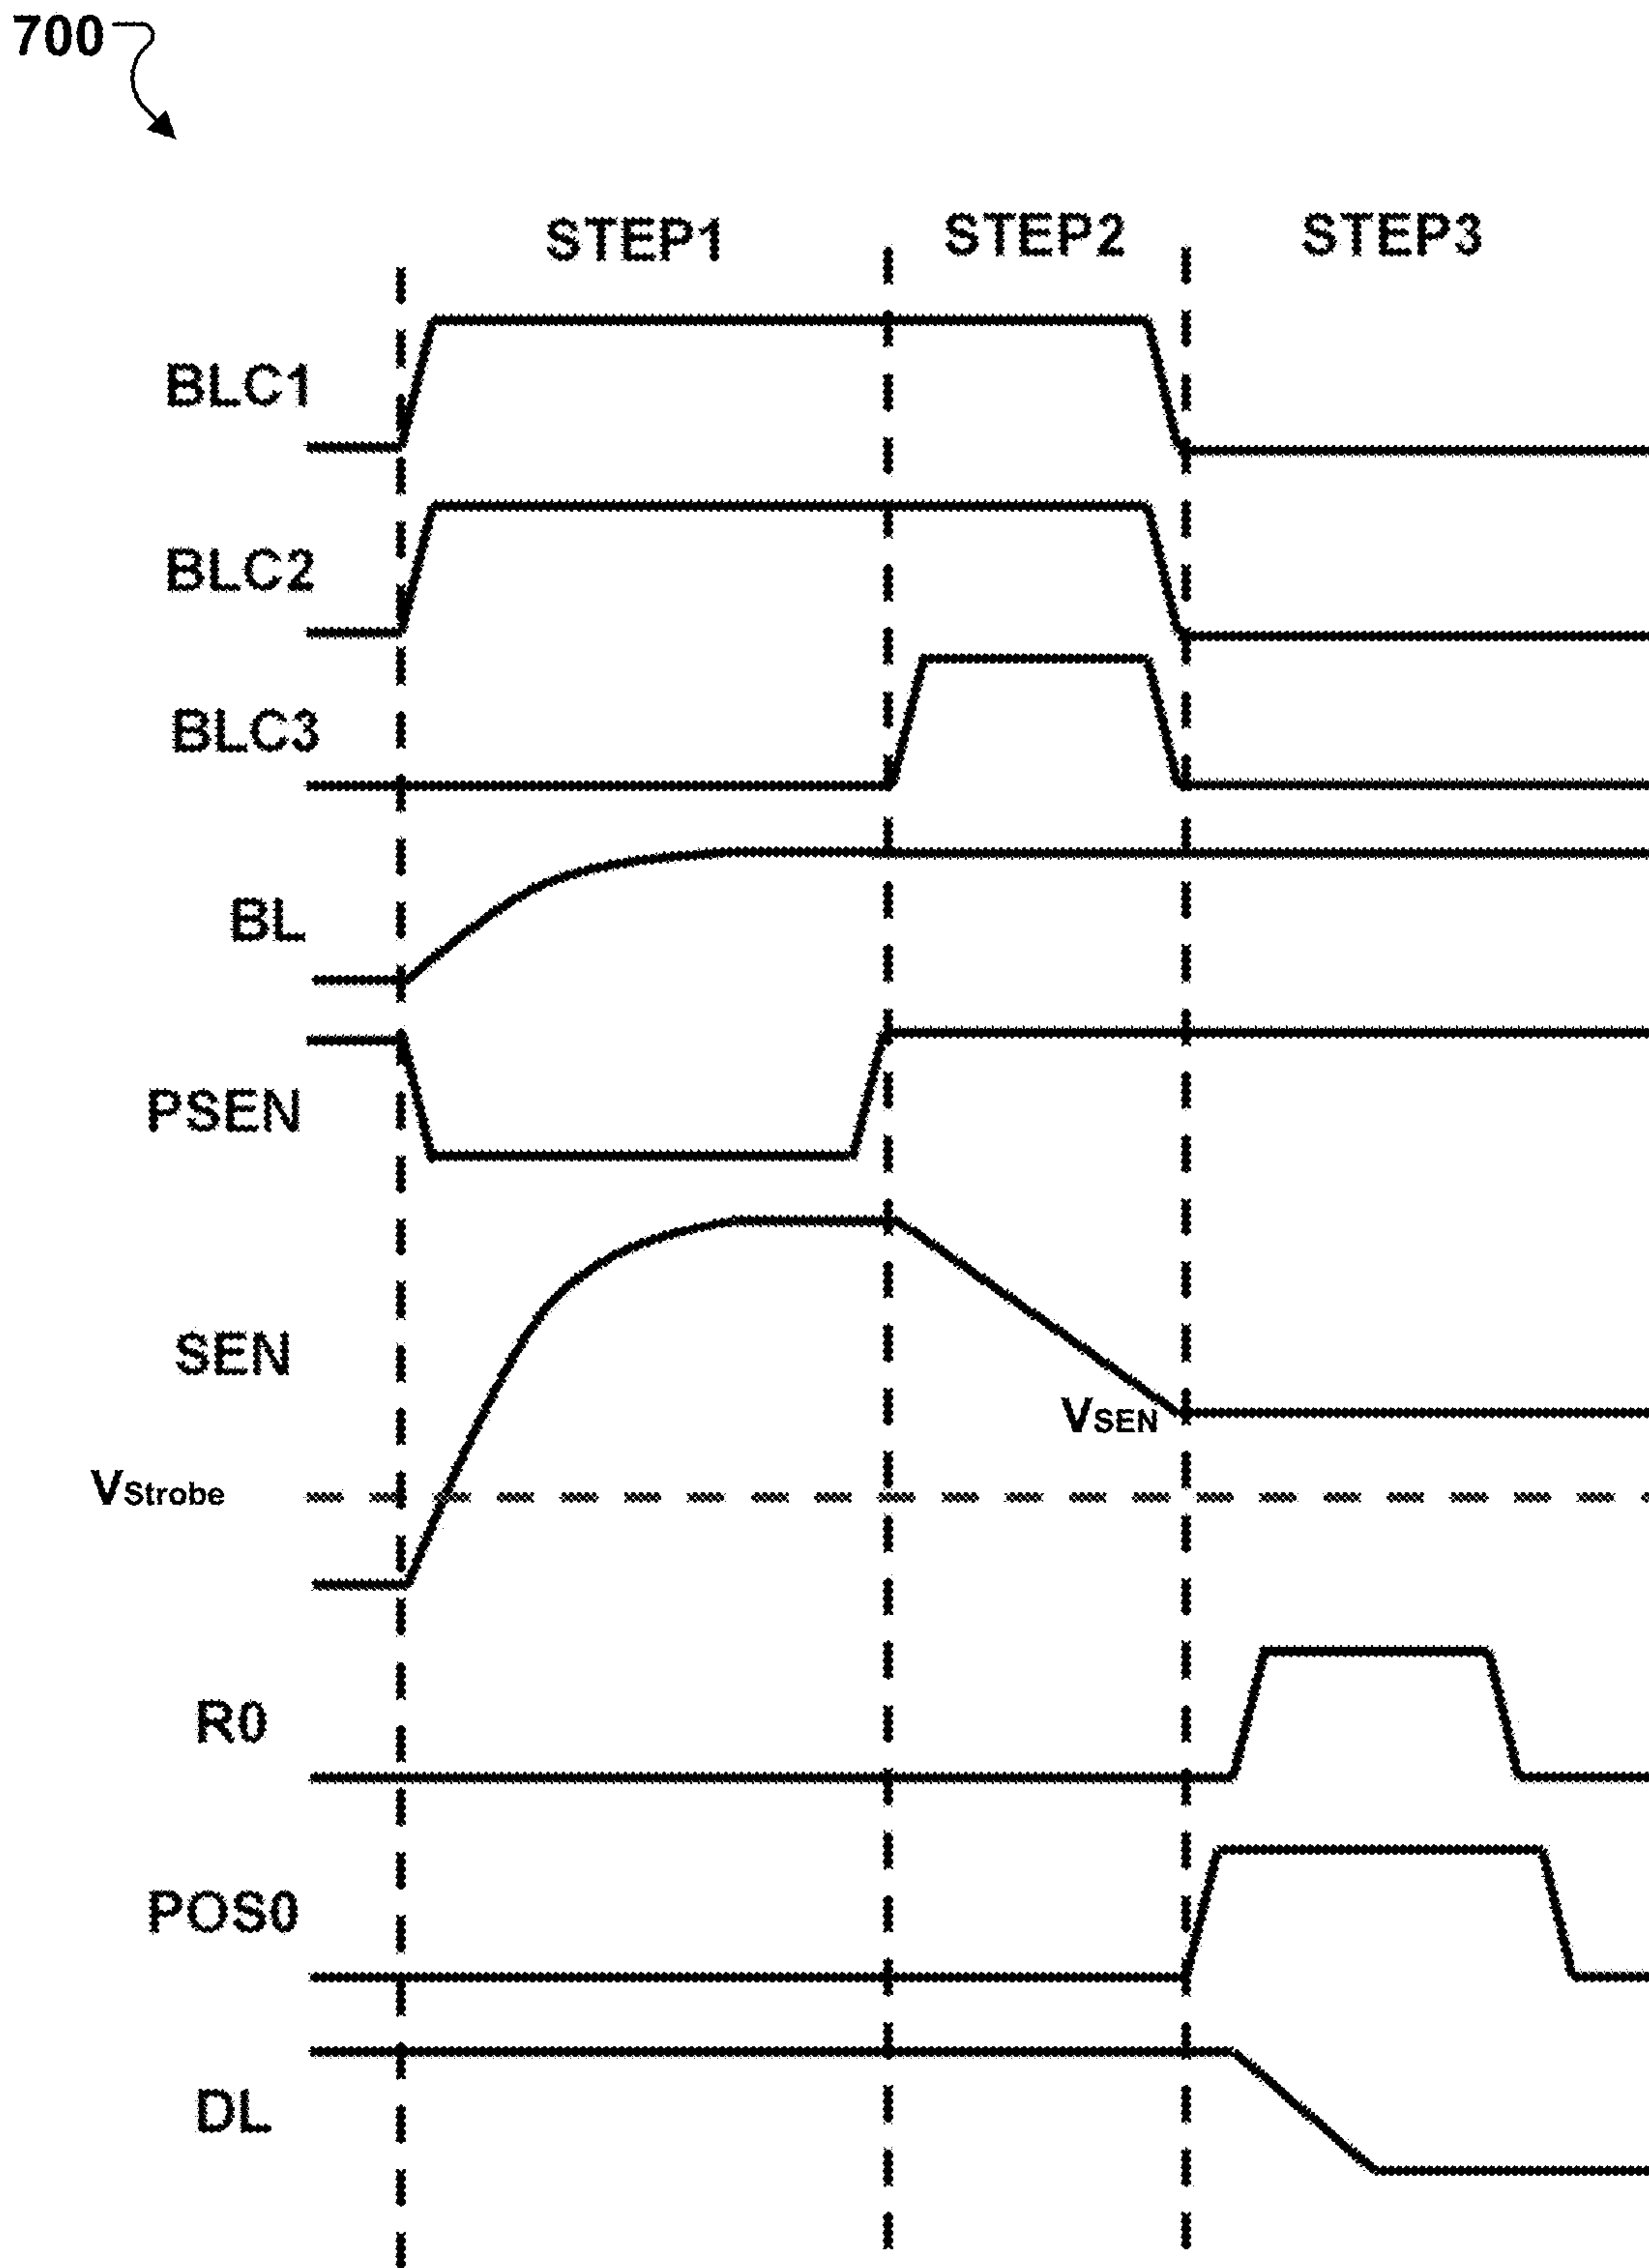 700
STEP1 STEP2 STEP3
BLC1
BLC2
BLC3
BL
PSEN
SEN
VSEN
VStrobe
R0
POS0
DL